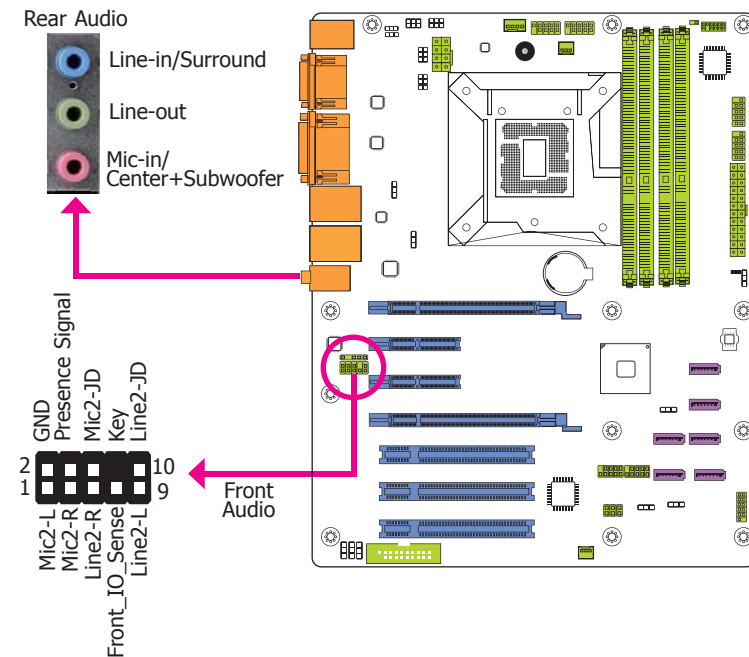 Rear Audio
Line-in/Surround
Line-out
Mic-in/
Center+Subwoofer
GND
Presence Signal
Mic2-JD
Key
Line2-JD
2
10
1
9
Mic2-L
Mic2-R
Line2-R
Front_IO_Sense
Line2-L
Front
Audio